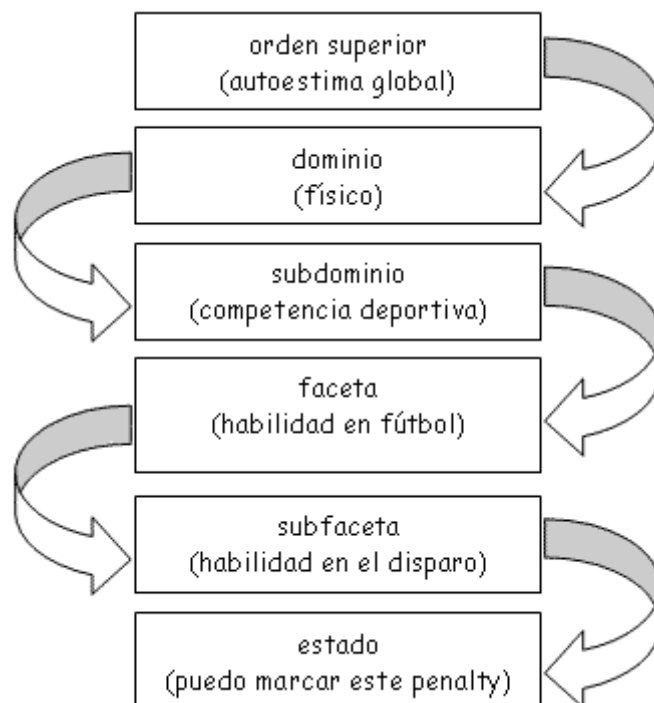 orden superior
(autoestima global)
dominio
(físico)
subdominio
(competencia deportiva)
faceta
(habilidad en fútbol)
subfaceta
(habilidad en el disparo)
estado
(puedo marcar este penalty)